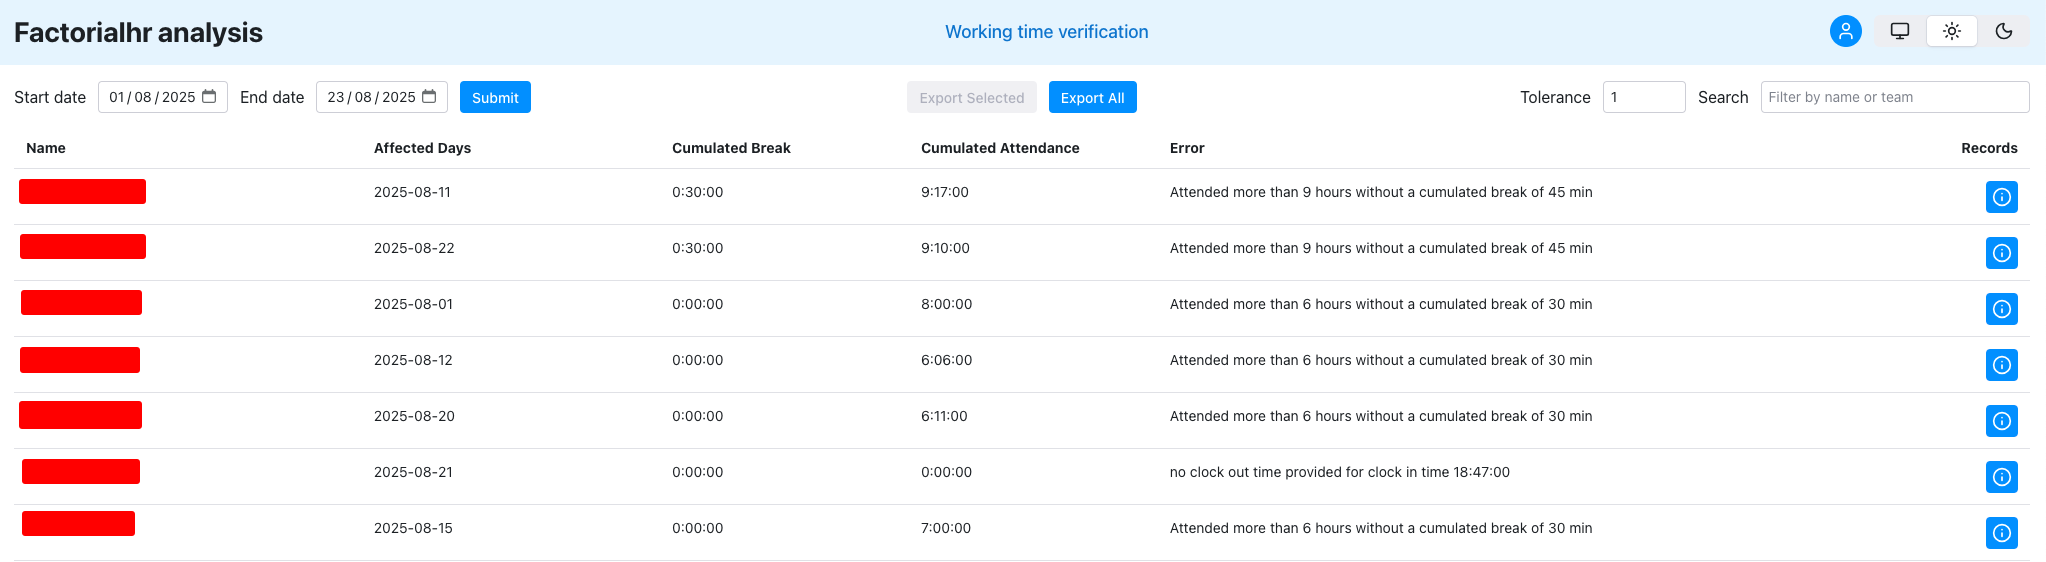 Factorialhr analysis
Working time verification
Start date 01/08/2025 End date 23/08/2025 Submit Export Selected Export All Tolerance 1 Search Filter by name or team
Name Affected Days Cumulated Break Cumulated Attendance Error Records
2025-08-11 0:30:00 9:17:00 Attended more than 9 hours without a cumulated break of 45 min
2025-08-22 0:30:00 9:10:00 Attended more than 9 hours without a cumulated break of 45 min
2025-08-01 0:00:00 8:00:00 Attended more than 6 hours without a cumulated break of 30 min
2025-08-12 0:00:00 6:06:00 Attended more than 6 hours without a cumulated break of 30 min
2025-08-20 0:00:00 6:11:00 Attended more than 6 hours without a cumulated break of 30 min
2025-08-21 0:00:00 0:00:00 no clock out time provided for clock in time 18:47:00
2025-08-15 0:00:00 7:00:00 Attended more than 6 hours without a cumulated break of 30 min